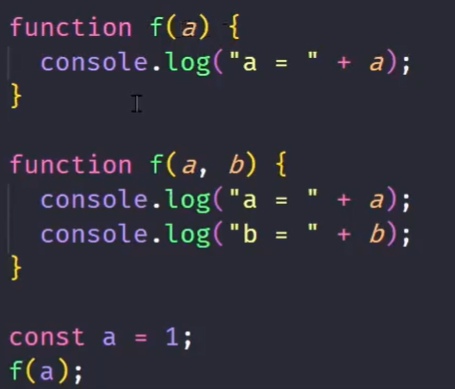 function f(a) {
  console.log("a = " + a);
}
function f(a, b) {
  console.log("a = " + a);
  console.log("b = " + b);
}
const a = 1;
f(a);